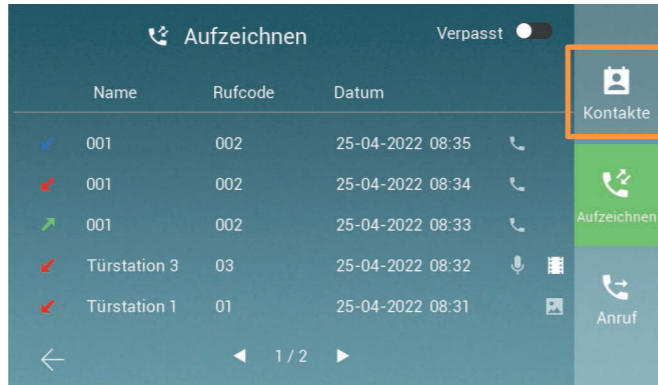 Aufzeichnen Verpasst
Name Rufcode Datum
001 002 25-04-2022 08:35
001 002 25-04-2022 08:34
001 002 25-04-2022 08:33
Türstation 3 03 25-04-2022 08:32
Türstation 1 01 25-04-2022 08:31
1 / 2
Kontakte
Aufzeichnen
Anruf